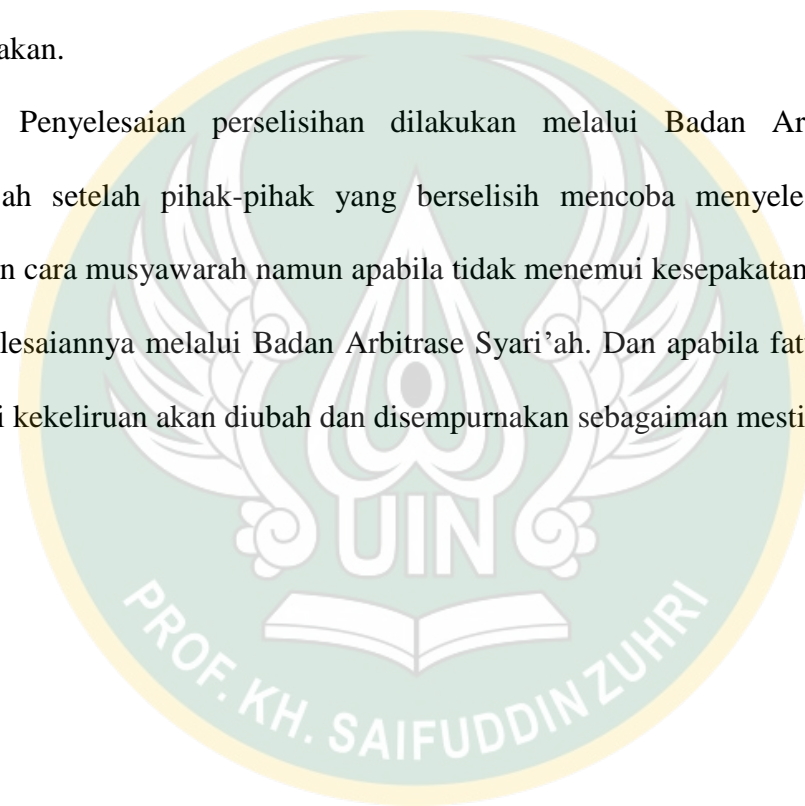 akan.
Penyelesaian perselisihan dilakukan melalui Badan Ar
ah setelah pihak-pihak yang berselisih mencoba menyele
n cara musyawarah namun apabila tidak menemui kesepakatan
lesaiannya melalui Badan Arbitrase Syari’ah. Dan apabila fat
i kekeliruan akan diubah dan disempurnakan sebagaiman mesti
UIN
PROF. KH. SAIFUDDIN ZUHRI